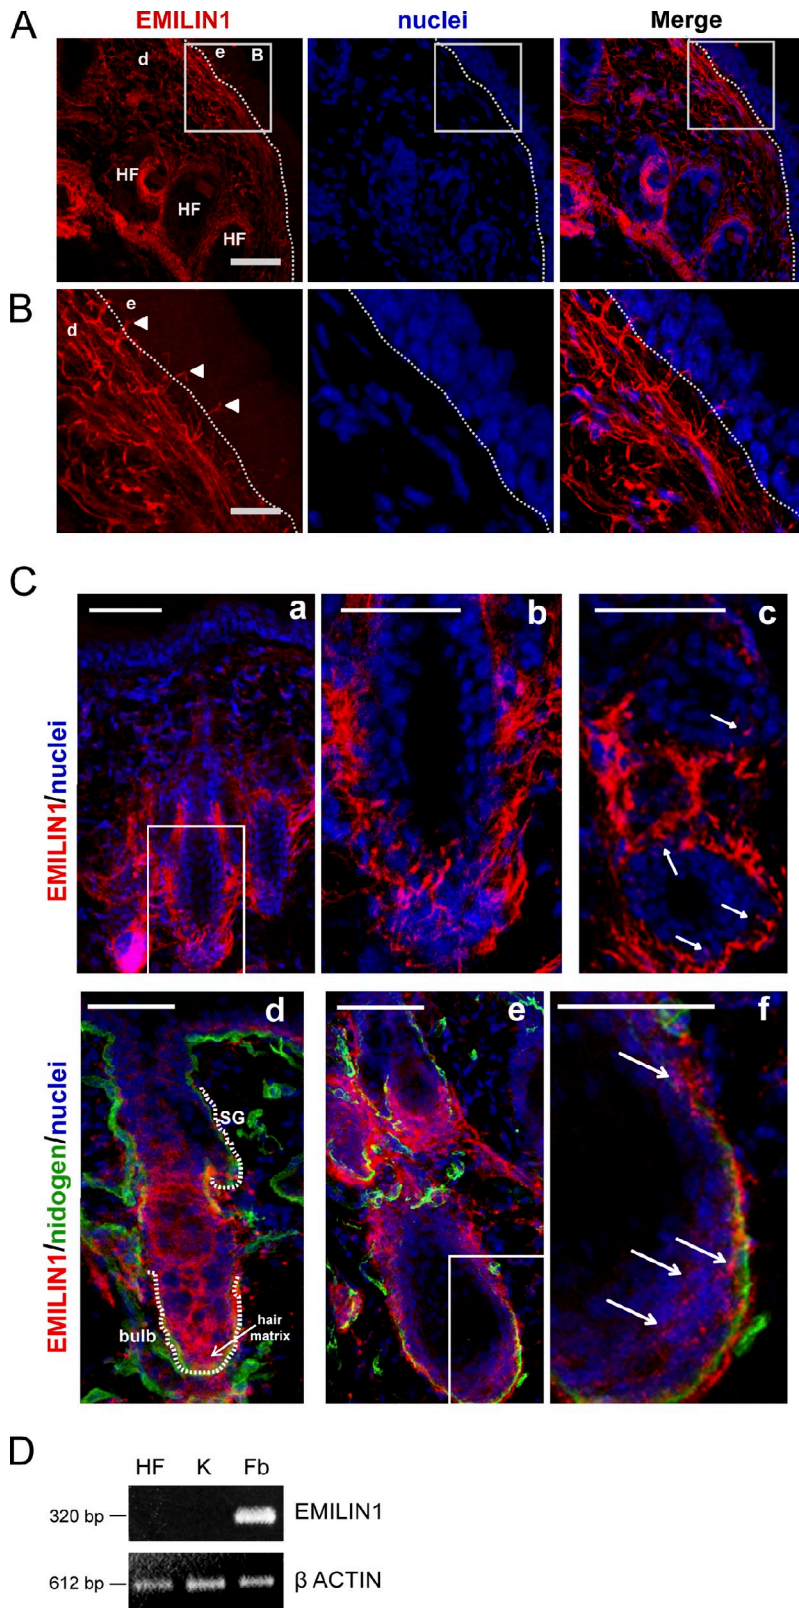 A
EMILIN1 nuclei Merge
d e B
HF
HF
HF
B
e
d
C
a b c
EMILIN1/nuclei
d e f
SG
bulb
hair
matrix
EMILIN1/nidogen/nuclei
D
HF K Fb
320 bp EMILIN1
612 bp β ACTIN